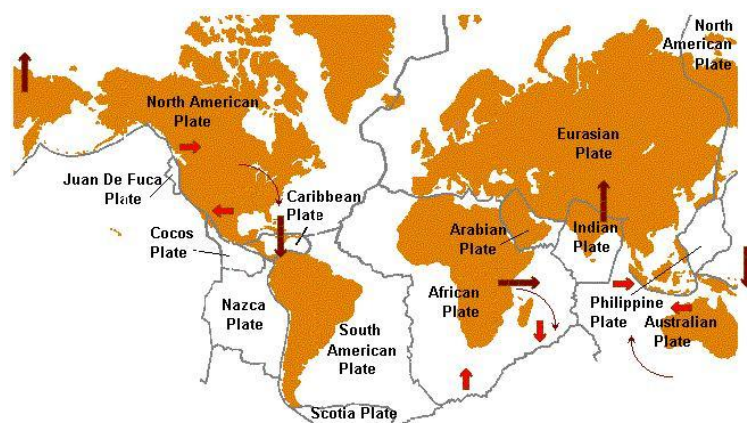 North
American
Plate
North American
Plate
Eurasian
Plate
Juan De Fuca
Plate
Caribbean
Plate
Arabian
Plate
Indian
Plate
Cocos
Plate
African
Plate
Nazca
Plate
Philippine
Plate
South
American
Plate
Australian
Plate
Scotia Plate